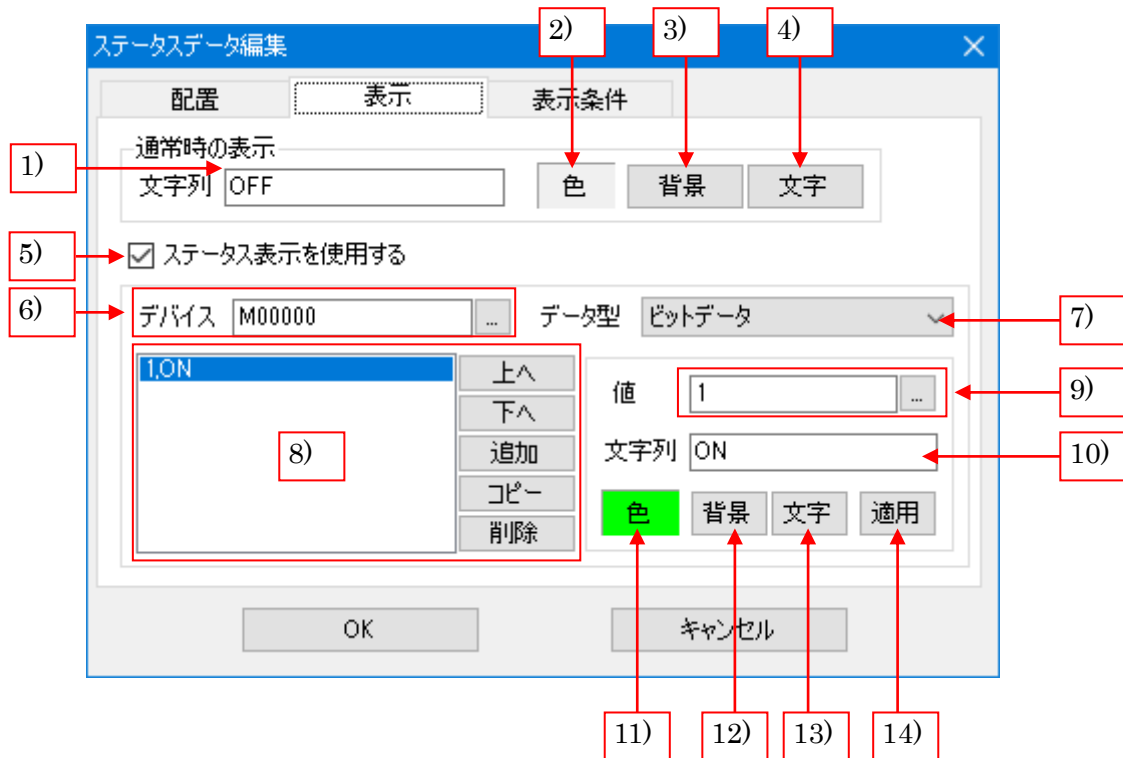 2) 3) 4)
ステータスデータ編集
配置 表示 表示条件
通常時の表示
1)
文字列 OFF 色 背景 文字
5) ステータス表示を使用する
6) デバイス M00000 ... データ型 ビットデータ 7)
1,ON 上へ
下へ
追加
コピー
削除
8)
値 1 ... 9)
文字列 ON 10)
色 背景 文字 適用
OK キャンセル
11) 12) 13) 14)